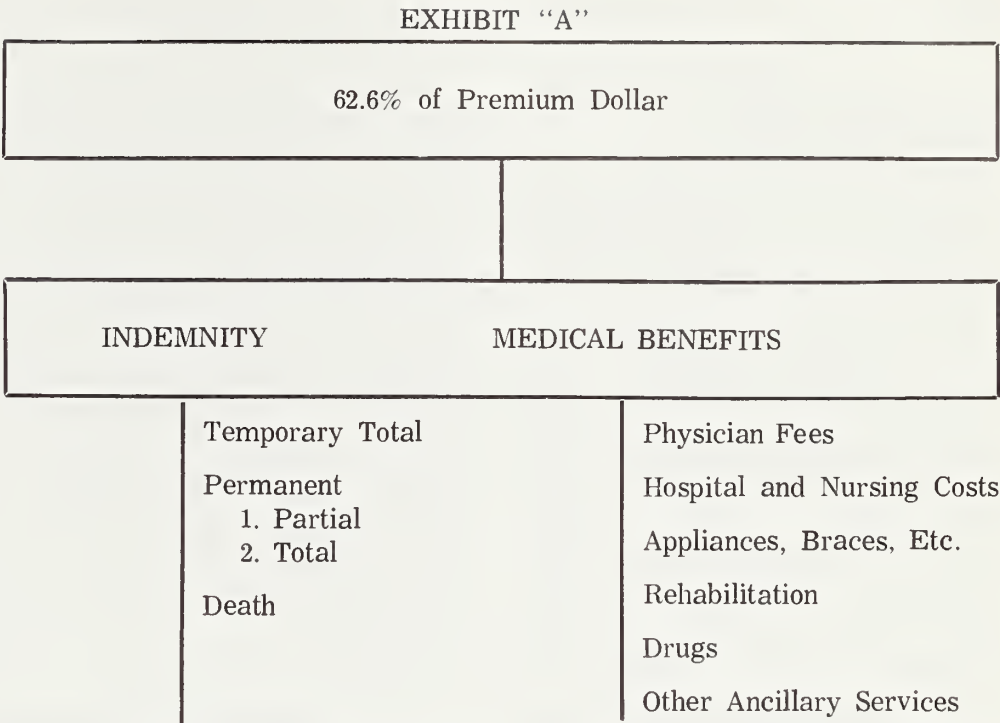 EXHIBIT “A”
62.6% of Premium Dollar
INDEMNITY
MEDICAL BENEFITS
Temporary Total
Permanent
1. Partial
2. Total
Death
Physician Fees
Hospital and Nursing Costs
Appliances, Braces, Etc.
Rehabilitation
Drugs
Other Ancillary Services